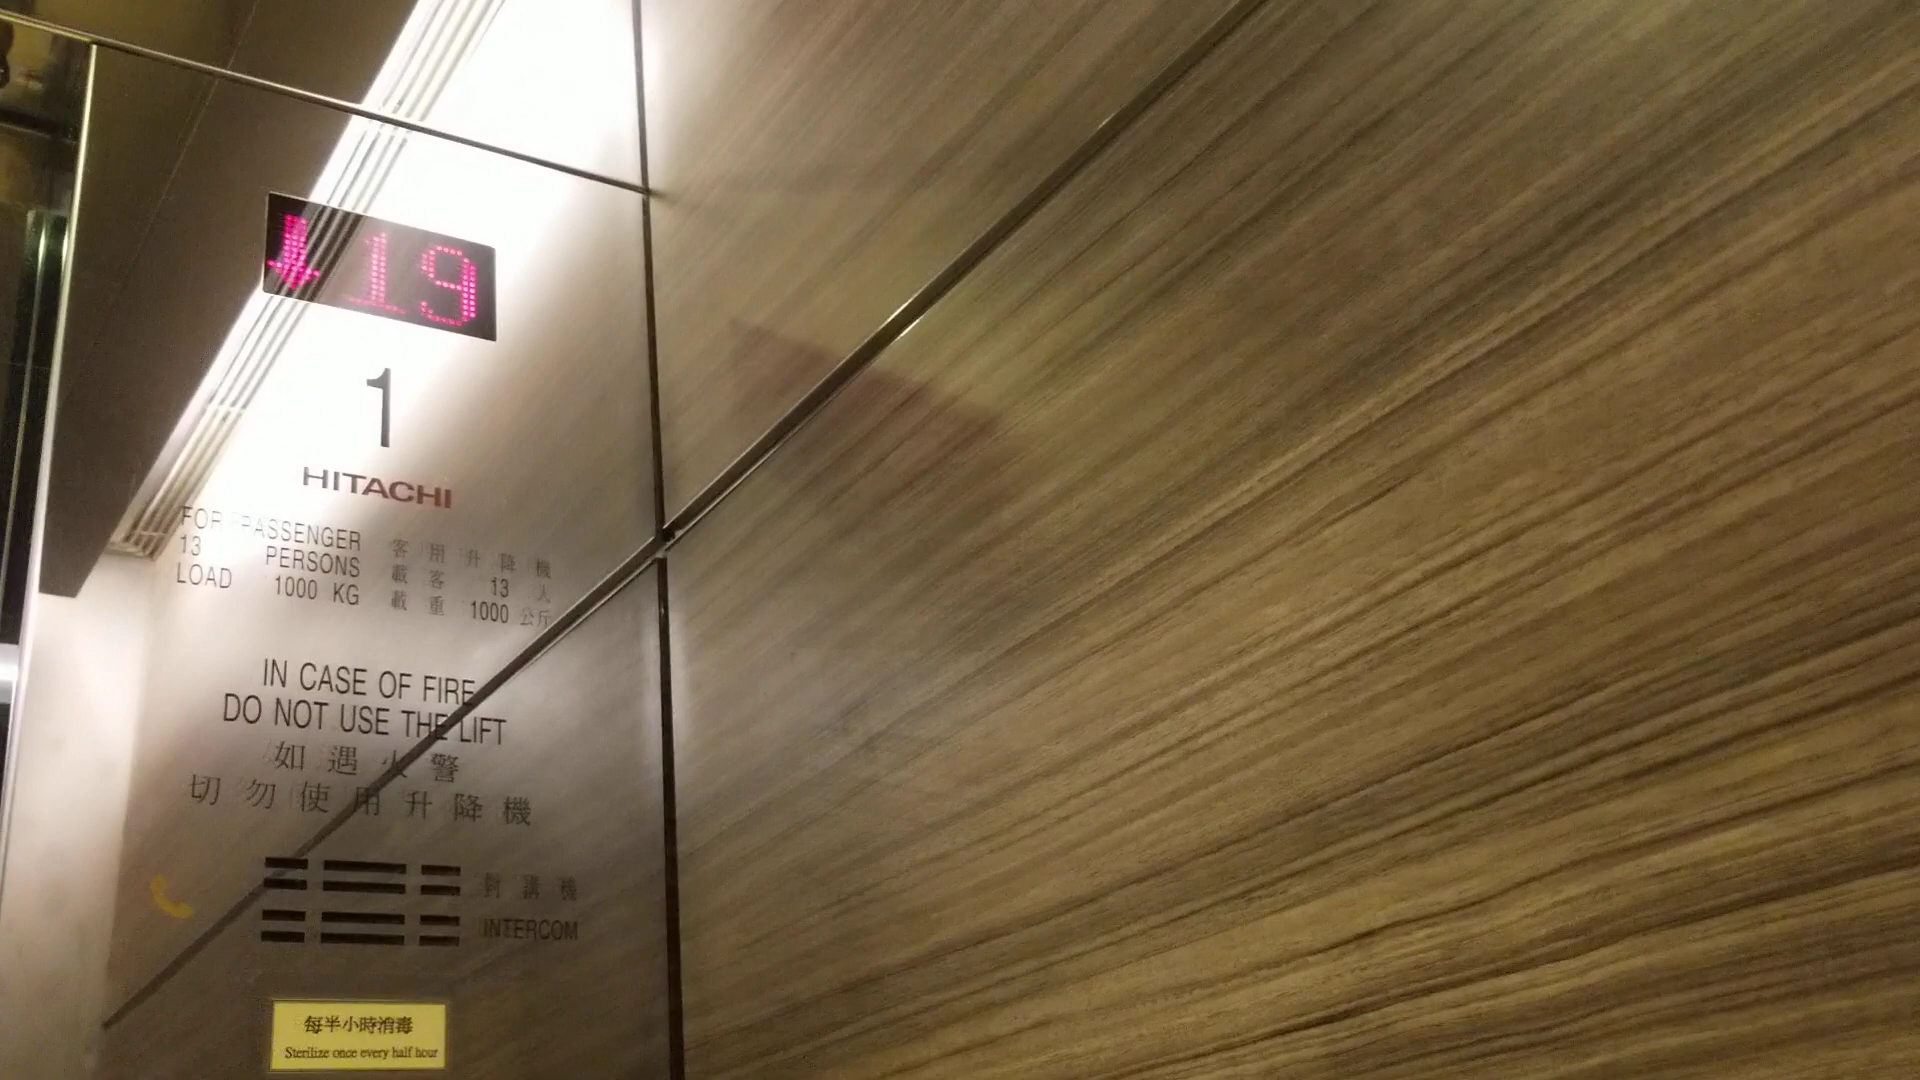 19
1
HITACHI
FOR PASSENGER 客用升降機
13 PERSONS 載客 13 人
LOAD 1000 KG 載重 1000 公斤
IN CASE OF FIRE
DO NOT USE THE LIFT
如遇火警
切勿使用升降機
對講機
INTERCOM
每半小時消毒
Sterilize once every half hour